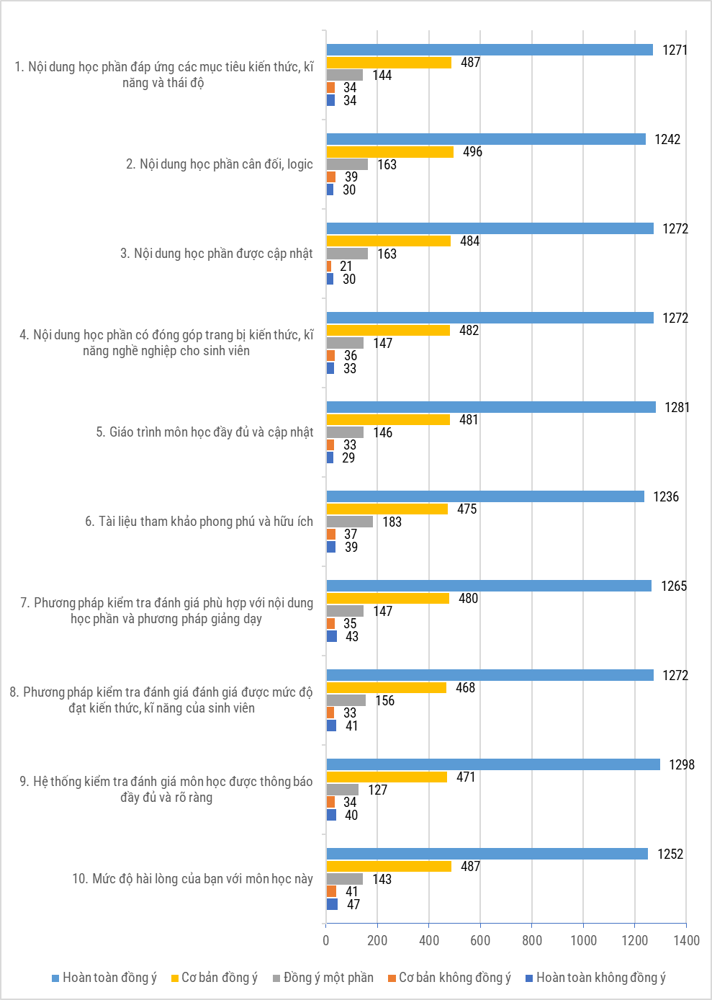 1271
487
1. Nội dung học phần đáp ứng các mục tiêu kiến thức, kĩ
năng và thái độ
144
34
34
1242
496
2. Nội dung học phần cân đối, logic
163
39
30
1272
484
3. Nội dung học phần được cập nhật
163
21
30
1272
482
4. Nội dung học phần có đóng góp trang bị kiến thức, kĩ
năng nghề nghiệp cho sinh viên
147
36
33
1281
481
5. Giáo trình môn học đầy đủ và cập nhật
146
33
29
1236
475
6. Tài liệu tham khảo phong phú và hữu ích
183
37
39
1265
480
7. Phương pháp kiểm tra đánh giá phù hợp với nội dung
học phần và phương pháp giảng dạy
147
35
43
1272
468
8. Phương pháp kiểm tra đánh giá đánh giá được mức độ
đạt kiến thức, kĩ năng của sinh viên
156
33
41
1298
471
9. Hệ thống kiểm tra đánh giá môn học được thông báo
đầy đủ và rõ ràng
127
34
40
1252
487
10. Mức độ hài lòng của bạn với môn học này
143
41
47
0 200 400 600 800 1000 1200 1400
Hoàn toàn đồng ý Cơ bản đồng ý Đồng ý một phần Cơ bản không đồng ý Hoàn toàn không đồng ý